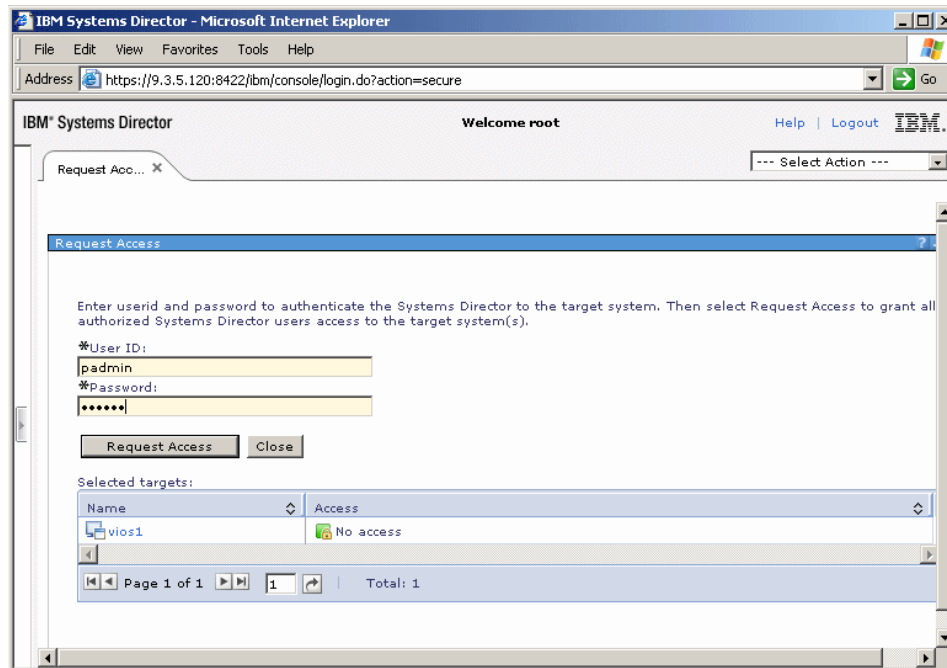 IBM Systems Director - Microsoft Internet Explorer
File Edit View Favorites Tools Help
Address https://9.3.5.120:8422/ibm/console/login.do?action=secure Go
IBM® Systems Director Welcome root Help | Logout IBM.
Request Acc... --- Select Action ---
Request Access ?
Enter userid and password to authenticate the Systems Director to the target system. Then select Request Access to grant all
authorized Systems Director users access to the target system(s).
*User ID:
padmin
*Password:
••••••
Request Access Close
Selected targets:
Name Access
vios1 No access
Page 1 of 1 1 Total: 1